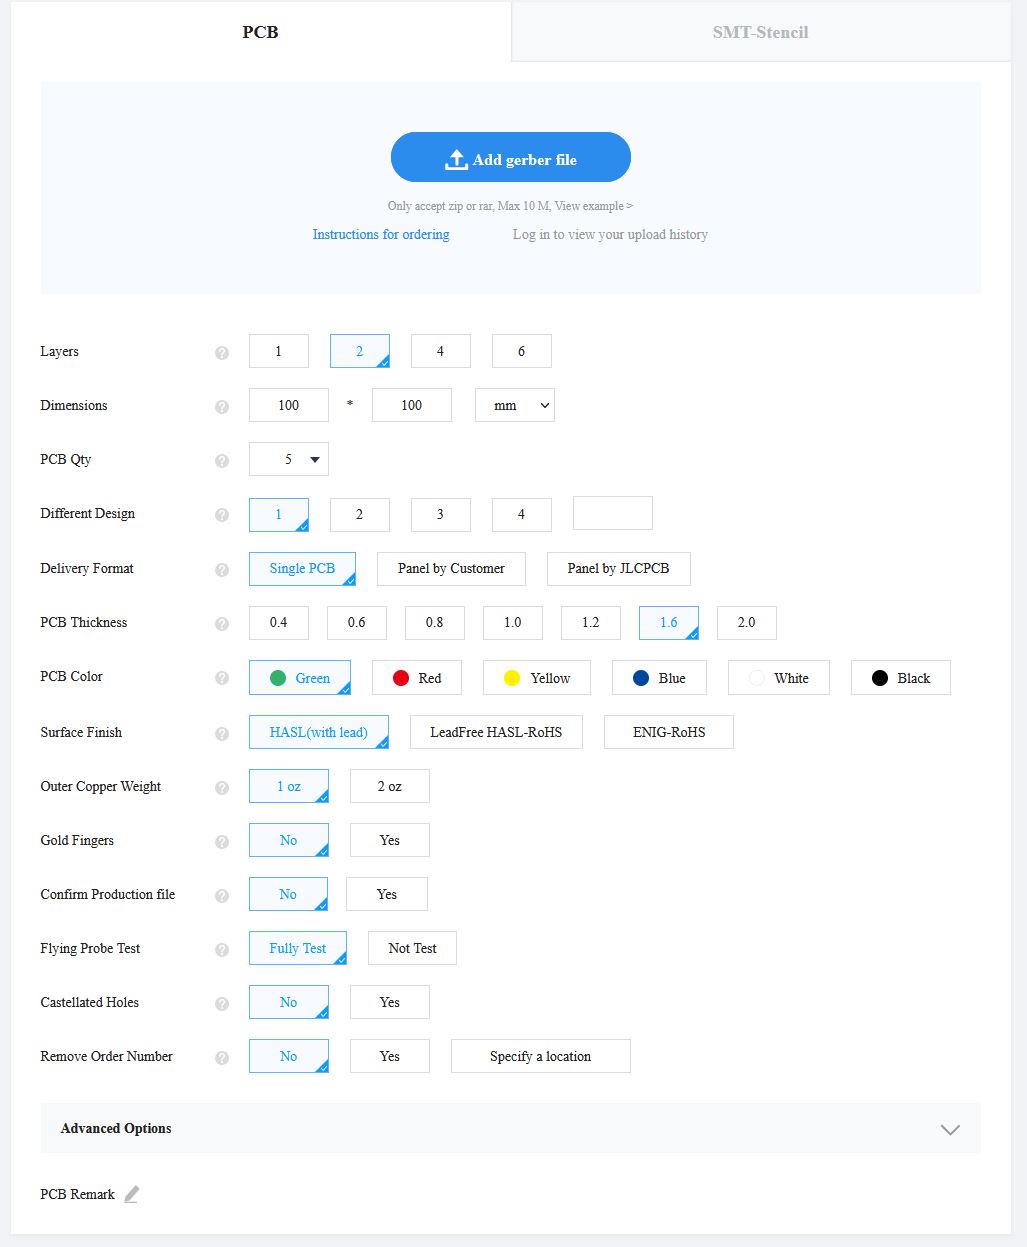 PCB SMT-Stencil
Add gerber file
Only accept zip or rar, Max 10 M, View example >
Instructions for ordering Log in to view your upload history
Layers ? 1 2 4 6
Dimensions ? 100 * 100 mm
PCB Qty ? 5
Different Design ? 1 2 3 4
Delivery Format ? Single PCB Panel by Customer Panel by JLCPCB
PCB Thickness ? 0.4 0.6 0.8 1.0 1.2 1.6 2.0
PCB Color ? Green Red Yellow Blue White Black
Surface Finish ? HASL(with lead) LeadFree HASL-RoHS ENIG-RoHS
Outer Copper Weight ? 1 oz 2 oz
Gold Fingers ? No Yes
Confirm Production file ? No Yes
Flying Probe Test ? Fully Test Not Test
Castellated Holes ? No Yes
Remove Order Number ? No Yes Specify a location
Advanced Options
PCB Remark